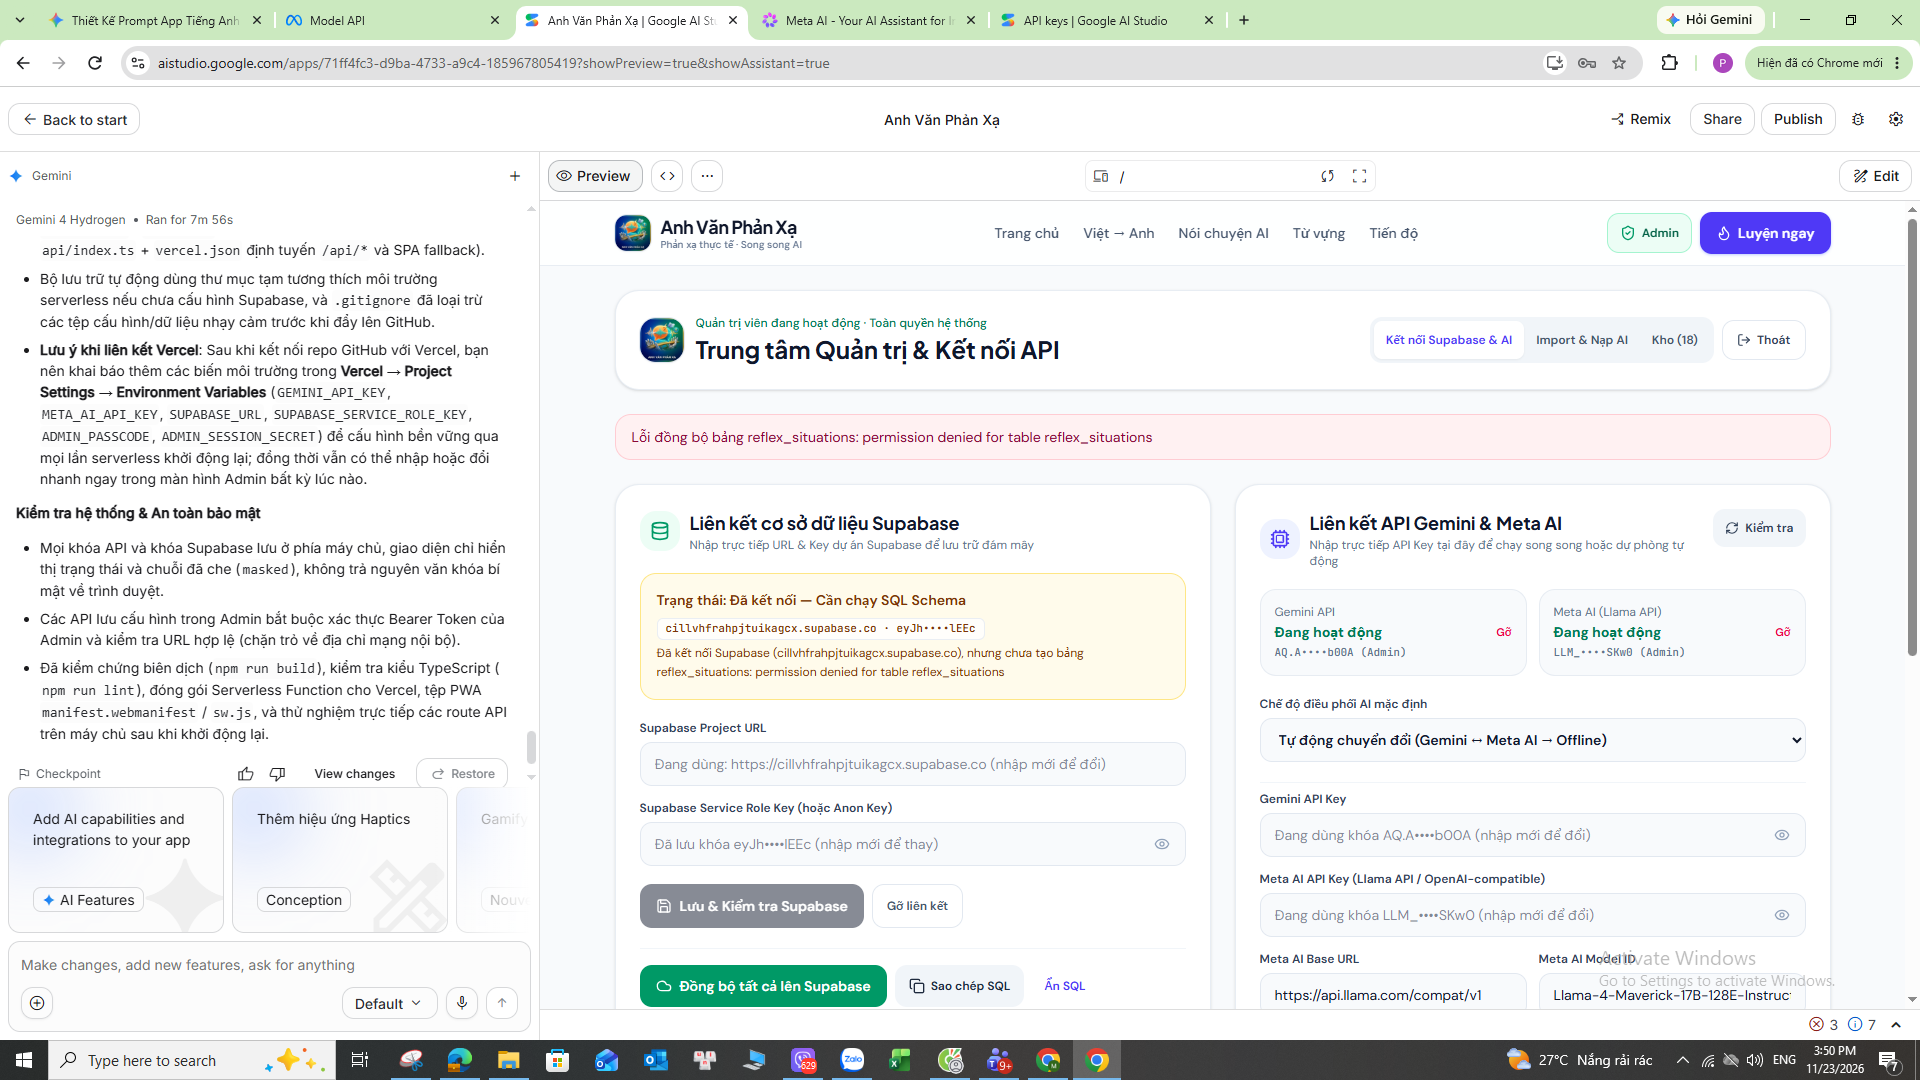 Thiết Kế Prompt App Tiếng Anh
Model API
Anh Văn Phản Xạ | Google AI St
Meta AI - Your AI Assistant for I
API keys | Google AI Studio
Hỏi Gemini
aistudio.google.com/apps/71ff4fc3-d9ba-4733-a9c4-185967805419?showPreview=true&showAssistant=true
P
Hiện đã có Chrome mới
Back to start
Anh Văn Phản Xạ
Remix
Share
Publish
Gemini
Preview
/
Edit
Gemini 4 Hydrogen • Ran for 7m 56s
api/index.ts + vercel.json định tuyến /api/* và SPA fallback).
• Bộ lưu trữ tự động dùng thư mục tạm tương thích môi trường
serverless nếu chưa cấu hình Supabase, và .gitignore đã loại trừ
các tệp cấu hình/dữ liệu nhạy cảm trước khi đẩy lên GitHub.
• Lưu ý khi liên kết Vercel: Sau khi kết nối repo GitHub với Vercel, bạn
nên khai báo thêm các biến môi trường trong Vercel → Project
Settings → Environment Variables (GEMINI_API_KEY,
META_AI_API_KEY, SUPABASE_URL, SUPABASE_SERVICE_ROLE_KEY,
ADMIN_PASSCODE, ADMIN_SESSION_SECRET) để cấu hình bền vững qua
mọi lần serverless khởi động lại; đồng thời vẫn có thể nhập hoặc đổi
nhanh ngay trong màn hình Admin bất kỳ lúc nào.
Kiểm tra hệ thống & An toàn bảo mật
• Mọi khóa API và khóa Supabase lưu ở phía máy chủ, giao diện chỉ hiển
thị trạng thái và chuỗi đã che (masked), không trả nguyên văn khóa bí
mật về trình duyệt.
• Các API lưu cấu hình trong Admin bắt buộc xác thực Bearer Token của
Admin và kiểm tra URL hợp lệ (chặn trỏ về địa chỉ mạng nội bộ).
• Đã kiểm chứng biên dịch (npm run build), kiểm tra kiểu TypeScript (
npm run lint), đóng gói Serverless Function cho Vercel, tệp PWA
manifest.webmanifest / sw.js, và thử nghiệm trực tiếp các route API
trên máy chủ sau khi khởi động lại.
Checkpoint
View changes
Restore
Add AI capabilities and
integrations to your app
AI Features
Thêm hiệu ứng Haptics
Conception
Gamify
Nouv
Make changes, add new features, ask for anything
Default
Anh Văn Phản Xạ
Phản xạ thực tế · Song song AI
Trang chủ
Việt → Anh
Nói chuyện AI
Từ vựng
Tiến độ
Admin
Luyện ngay
Quản trị viên đang hoạt động · Toàn quyền hệ thống
Trung tâm Quản trị & Kết nối API
Kết nối Supabase & AI
Import & Nạp AI
Kho (18)
Thoát
Lỗi đồng bộ bảng reflex_situations: permission denied for table reflex_situations
Liên kết cơ sở dữ liệu Supabase
Nhập trực tiếp URL & Key dự án Supabase để lưu trữ đám mây
Trạng thái: Đã kết nối — Cần chạy SQL Schema
cillvhfrahpjtuikagcx.supabase.co · eyJh••••lEEc
Đã kết nối Supabase (cillvhfrahpjtuikagcx.supabase.co), nhưng chưa tạo bảng
reflex_situations: permission denied for table reflex_situations
Supabase Project URL
Đang dùng: https://cillvhfrahpjtuikagcx.supabase.co (nhập mới để đổi)
Supabase Service Role Key (hoặc Anon Key)
Đã lưu khóa eyJh••••lEEc (nhập mới để thay)
Lưu & Kiểm tra Supabase
Gỡ liên kết
Đồng bộ tất cả lên Supabase
Sao chép SQL
Ẩn SQL
Liên kết API Gemini & Meta AI
Nhập trực tiếp API Key tại đây để chạy song song hoặc dự phòng tự
động
Kiểm tra
Gemini API
Đang hoạt động
Gỡ
AQ.A••••b00A (Admin)
Meta AI (Llama API)
Đang hoạt động
Gỡ
LLM_••••SKw0 (Admin)
Chế độ điều phối AI mặc định
Tự động chuyển đổi (Gemini ↔ Meta AI → Offline)
Gemini API Key
Đang dùng khóa AQ.A••••b00A (nhập mới để đổi)
Meta AI API Key (Llama API / OpenAI-compatible)
Đang dùng khóa LLM_••••SKw0 (nhập mới để đổi)
Meta AI Base URL
https://api.llama.com/compat/v1
Meta AI Model ID
Llama-4-Maverick-17B-128E-Instruc
Activate Windows
Go to Settings to activate Windows.
3
7
Type here to search
629
Zalo
9+
27°C Nắng rải rác
ENG
3:50 PM
11/23/2026
7